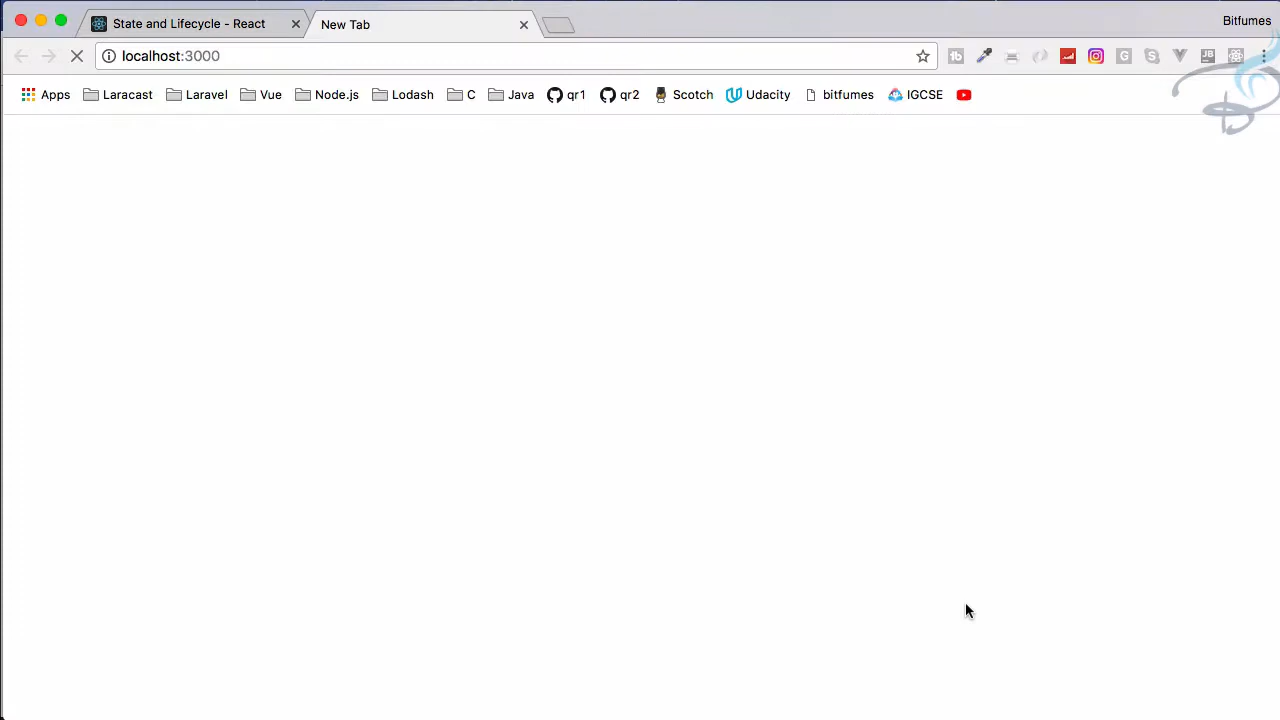 State and Lifecycle - React
New Tab
Bitfumes
localhost:3000
Apps Laracast Laravel Vue Node.js Lodash C Java qr1 qr2 Scotch Udacity bitfumes IGCSE